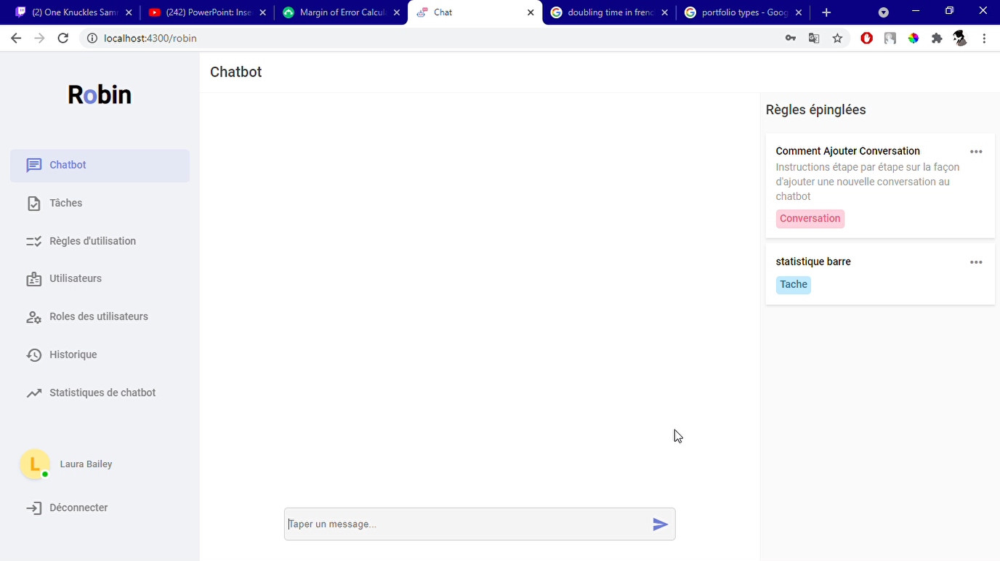 (2) One Knuckles Sam
(242) PowerPoint: Inse
Margin of Error Calcul
Chat
doubling time in frenc
portfolio types - Goog
localhost:4300/robin
Robin
Chatbot
Tâches
Règles d'utilisation
Utilisateurs
Roles des utilisateurs
Historique
Statistiques de chatbot
L
Laura Bailey
Déconnecter
Chatbot
Taper un message...
Règles épinglées
Comment Ajouter Conversation
Instructions étape par étape sur la façon
d'ajouter une nouvelle conversation au
chatbot
Conversation
statistique barre
Tache